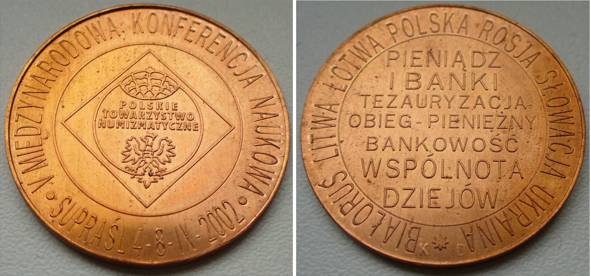 V MIĘDZYNARODOWA KONFERENCJA NAUKOWA
POLSKIE
TOWARZYSTWO
NUMIZMATYCZNE
SUPRAŚL 4-8-IX-2002
BIAŁORUŚ LITWA ŁOTWA POLSKA ROSJA SŁOWACJA UKRAINA
PIENIĄDZ
I BANKI
TEZAURYZACJA-
OBIEG-PIENIĘŻNY
BANKOWOŚĆ
WSPÓLNOTA
DZIEJÓW